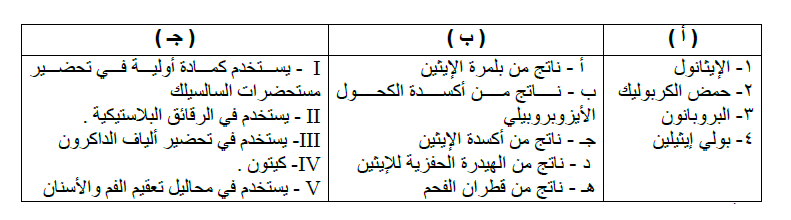 ( أ ) ( ب ) ( جـ )
١- الإيثانول
٢- حمض الكربوليك
٣- البروبانون
٤- بولي إيثيلين
أ - ناتج من بلمرة الإيثين
ب - ناتج من أكسدة الكحول
الأيزوبروبيلي
جـ - ناتج من أكسدة الإيثين
د - ناتج من الهيدرة الحفزية للإيثين
هـ - ناتج من قطران الفحم
I - يستخدم كمادة أولية في تحضير
مستحضرات السالسيلك
II - يستخدم في الرقائق البلاستيكية .
III- يستخدم في تحضير ألياف الداكرون
IV- كيتون .
V - يستخدم في محاليل تعقيم الفم والأسنان